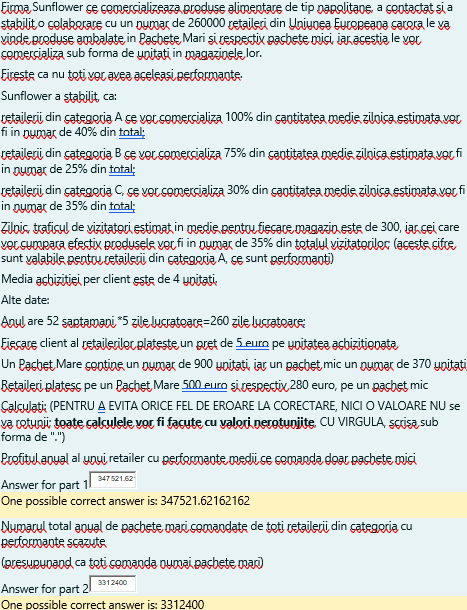 Firma Sunflower ce comercializeaza produse alimentare de tip napolitane, a contactat si a
stabilit o colaborare cu un numar de 260000 retaileri din Uniunea Europeana carora le va
vinde produse ambalate in Pachete Mari si respectiv pachete mici, iar acestia le vor
comercializa sub forma de unitati in magazinele lor.
Fireste ca nu toti vor avea aceleasi performante.
Sunflower a stabilit, ca:
retailerii din categoria A ce vor comercializa 100% din cantitatea medie zilnica estimata vor
fi in numar de 40% din total;
retailerii din categoria B ce vor comercializa 75% din cantitatea medie zilnica estimata vor fi
in numar de 25% din total;
retailerii din categoria C, ce vor comercializa 30% din cantitatea medie zilnica estimata vor fi
in numar de 35% din total;
Zilnic, traficul de vizitatori estimat in medie pentru fiecare magazin este de 300, iar cei care
vor cumpara efectiv produsele vor fi in numar de 35% din totalul vizitatorilor; (aceste cifre
sunt valabile pentru retailerii din categoria A, ce sunt performanti)
Media achizitiei per client este de 4 unitati.
Alte date:
Anul are 52 saptamani *5 zile lucratoare=260 zile lucratoare;
Fiecare client al retailerilor plateste un pret de 5 euro pe unitatea achizitionata
Un Pachet Mare contine un numar de 900 unitati, iar un pachet mic un numar de 370 unitati
Retaileri platesc pe un Pachet Mare 500 euro si respectiv 280 euro, pe un pachet mic
Calculati: (PENTRU A EVITA ORICE FEL DE EROARE LA CORECTARE, NICI O VALOARE NU se
va rotunji; toate calculele vor fi facute cu valori nerotunjite, CU VIRGULA, scrisa sub
forma de ".")
Profitul anual al unui retailer cu performante medii ce comanda doar pachete mici
Answer for part 1 347521.62
One possible correct answer is: 347521.62162162
Numarul total anual de pachete mari comandate de toti retailerii din categoria cu
performante scazute
(presupunand ca toti comanda numai pachete mari)
Answer for part 2 3312400
One possible correct answer is: 3312400